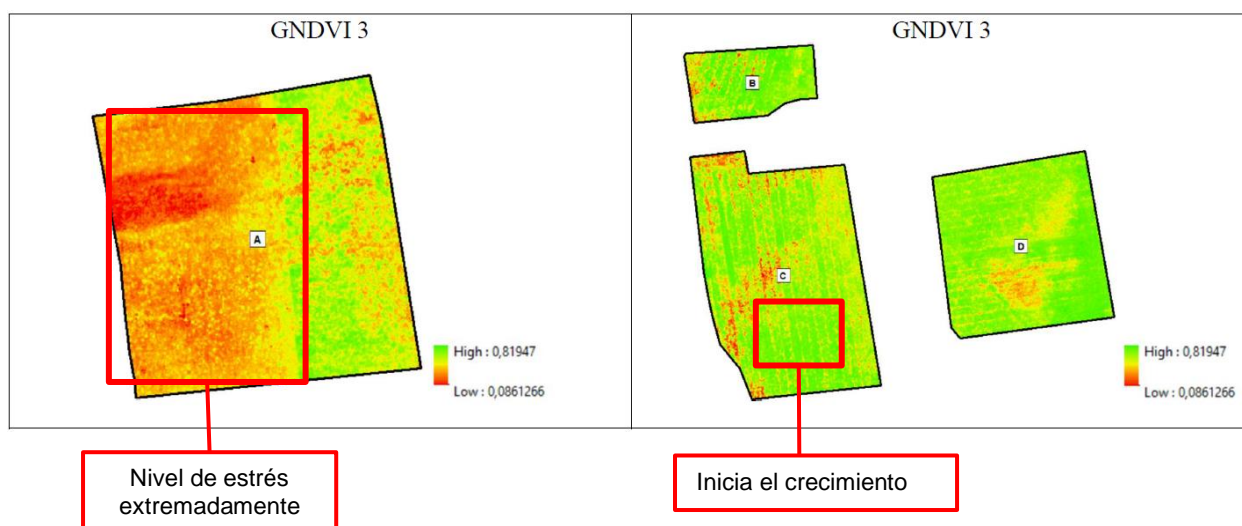 GNDVI 3
A
High : 0,81947
Low : 0,0861266
GNDVI 3
B
C
D
High : 0,81947
Low : 0,0861266
Nivel de estrés
extremadamente
Inicia el crecimiento